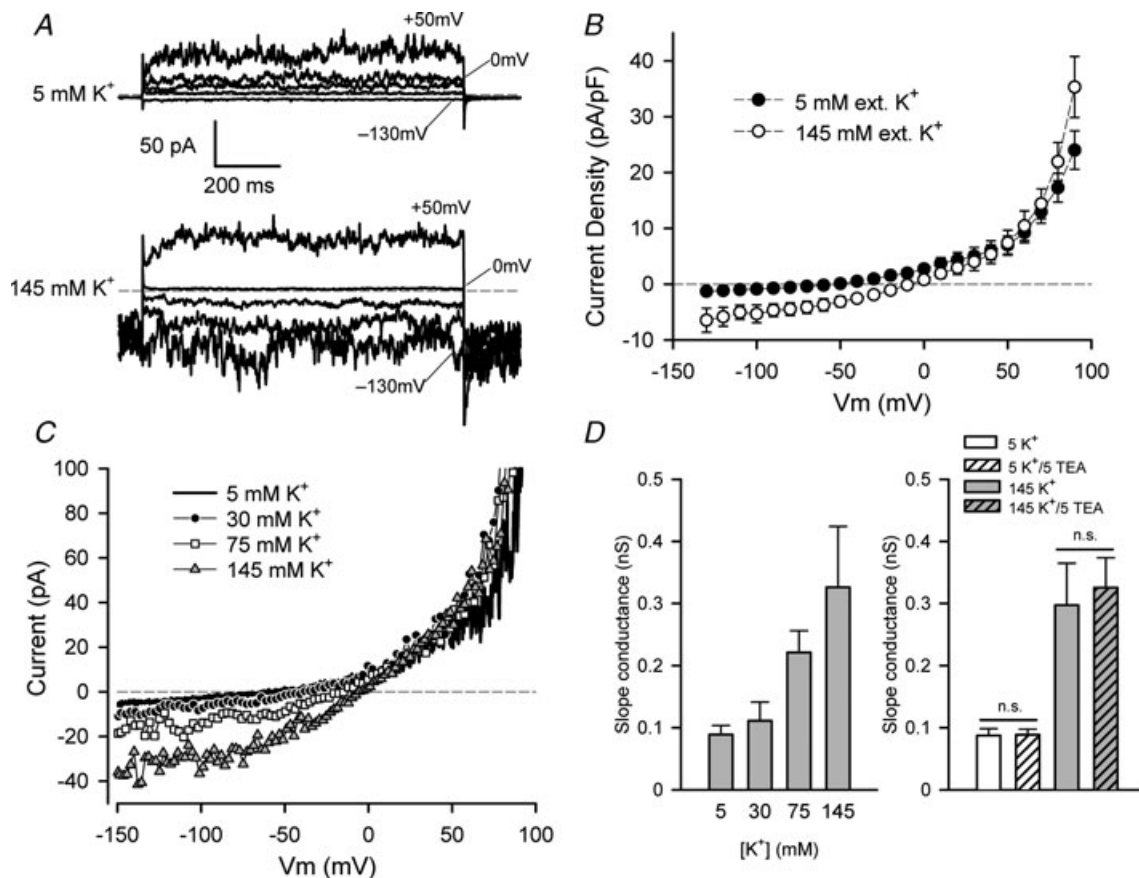 A
+50mV
0mV
5 mM K+
–130mV
50 pA
200 ms
+50mV
0mV
145 mM K+
–130mV
B
Current Density (pA/pF)
40
30
20
10
0
-10
5 mM ext. K+
145 mM ext. K+
-150 -100 -50 0 50 100
Vm (mV)
C
Current (pA)
100
80
60
40
20
0
-20
-40
5 mM K+
30 mM K+
75 mM K+
145 mM K+
-150 -100 -50 0 50 100
Vm (mV)
D
Slope conductance (nS)
0.5
0.4
0.3
0.2
0.1
0
5 30 75 145
[K+] (mM)
5 K+
5 K+/5 TEA
145 K+
145 K+/5 TEA
Slope conductance (nS)
0.5
0.4
0.3
0.2
0.1
0
n.s.
n.s.